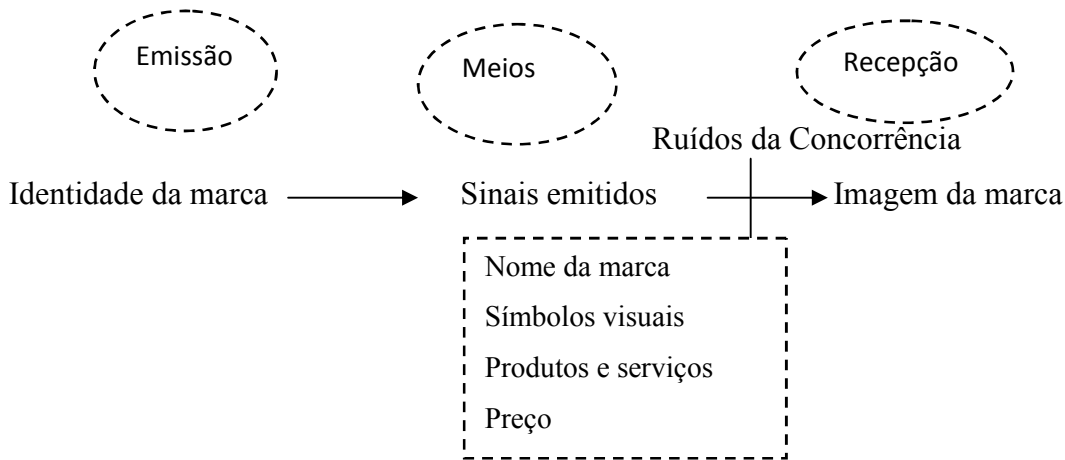 Emissão
Meios
Recepção
Ruídos da Concorrência
Identidade da marca
Sinais emitidos
Imagem da marca
Nome da marca
Símbolos visuais
Produtos e serviços
Preço